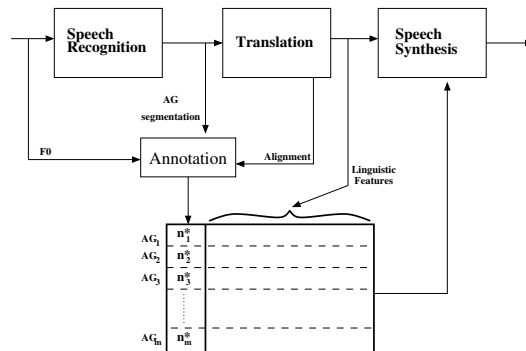 Speech
Recognition
Translation
Speech
Synthesis
AG
segmentation
F0
Annotation
Alignment
Linguistic
Features
AG₁ n*₁
AG₂ n*₂
AG₃ n*₃
AGₘ n*ₘ